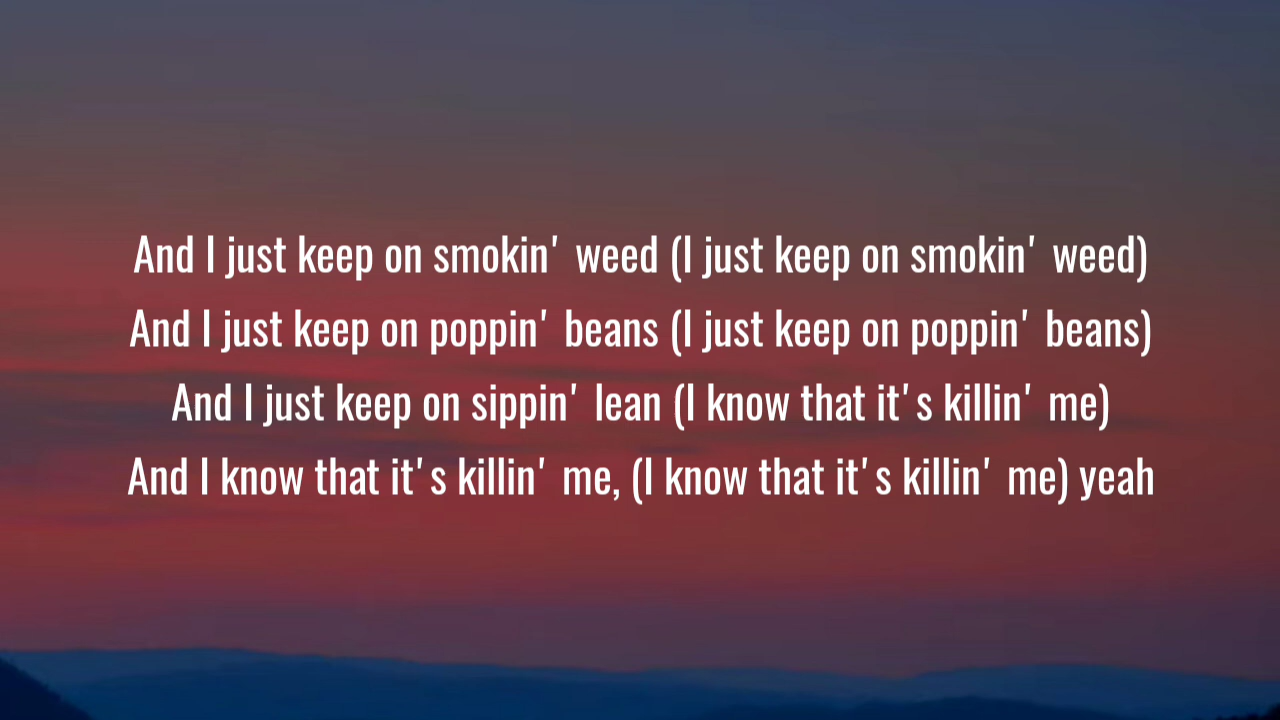 And I just keep on smokin' weed (I just keep on smokin' weed)
And I just keep on poppin' beans (I just keep on poppin' beans)
And I just keep on sippin' lean (I know that it's killin' me)
And I know that it's killin' me, (I know that it's killin' me) yeah